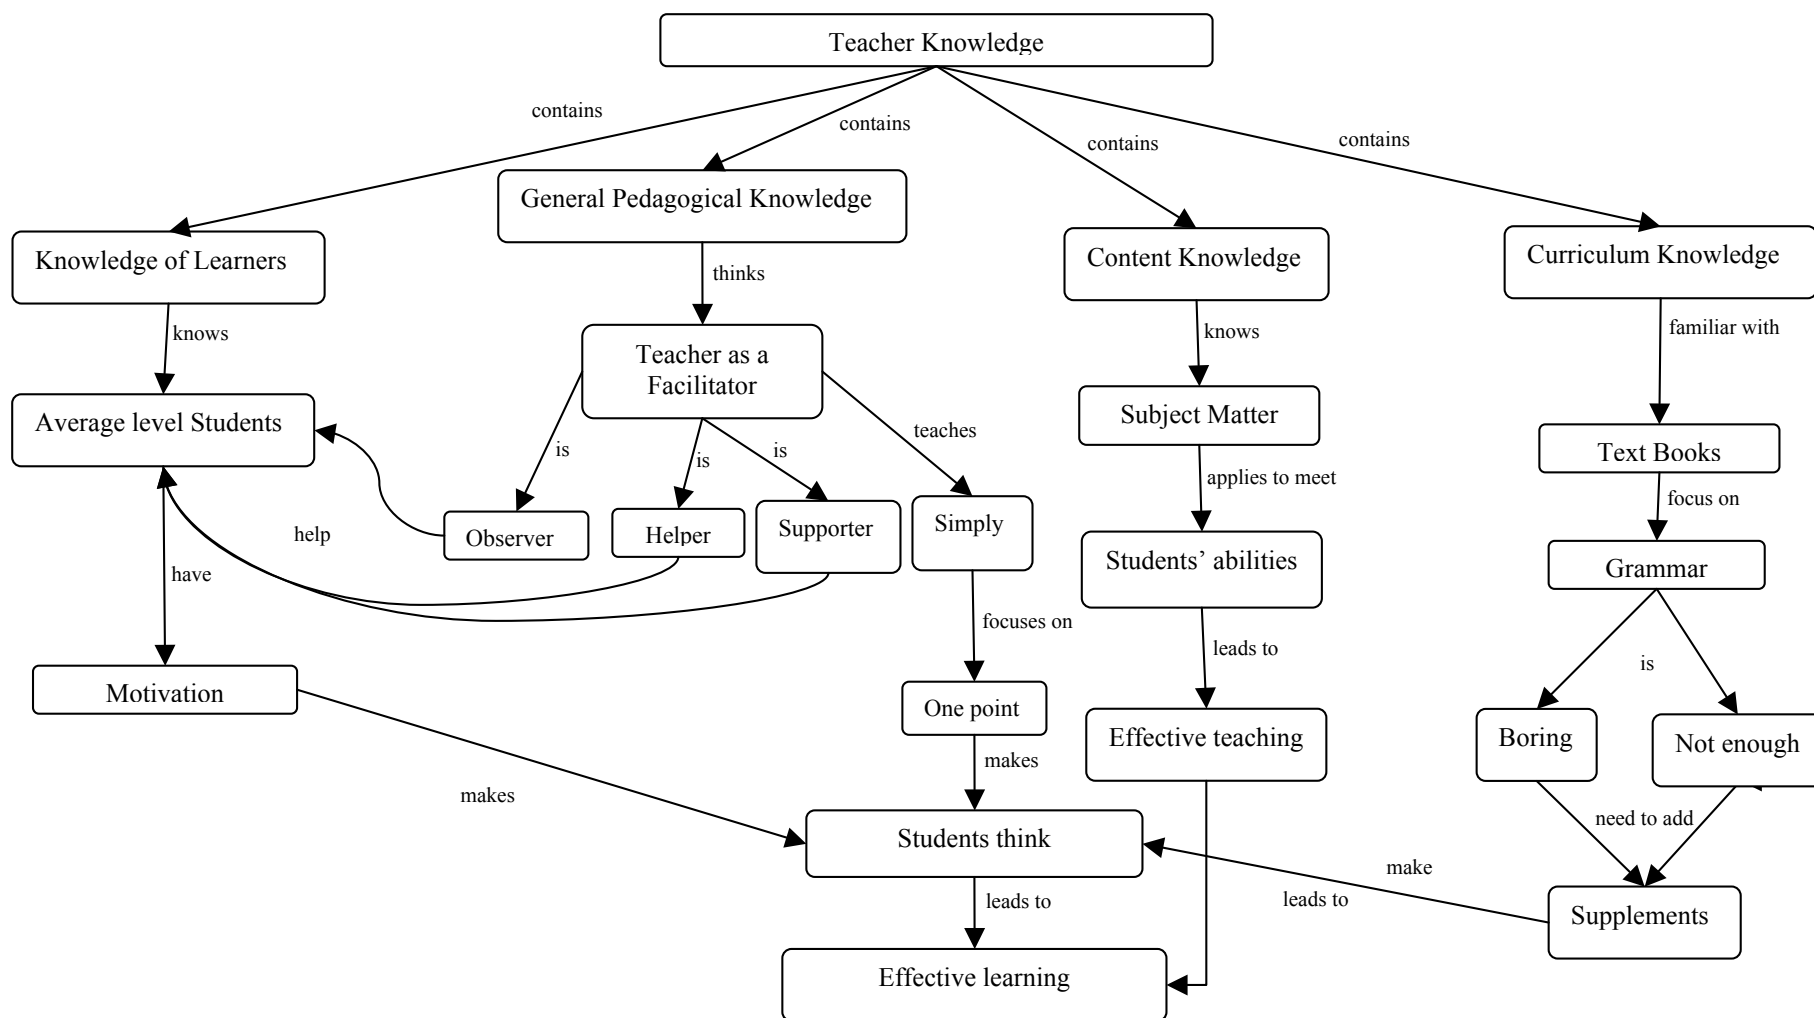 Teacher Knowledge
contains
contains
contains
contains
General Pedagogical Knowledge
Knowledge of Learners
Content Knowledge
Curriculum Knowledge
thinks
knows
knows
familiar with
Teacher as a
Facilitator
Average level Students
Subject Matter
Text Books
is
is
is
teaches
applies to meet
focus on
Observer
Helper
Supporter
Simply
help
have
Students’ abilities
Grammar
focuses on
leads to
is
Motivation
One point
Effective teaching
Boring
Not enough
makes
makes
need to add
Students think
make
leads to
leads to
Supplements
Effective learning